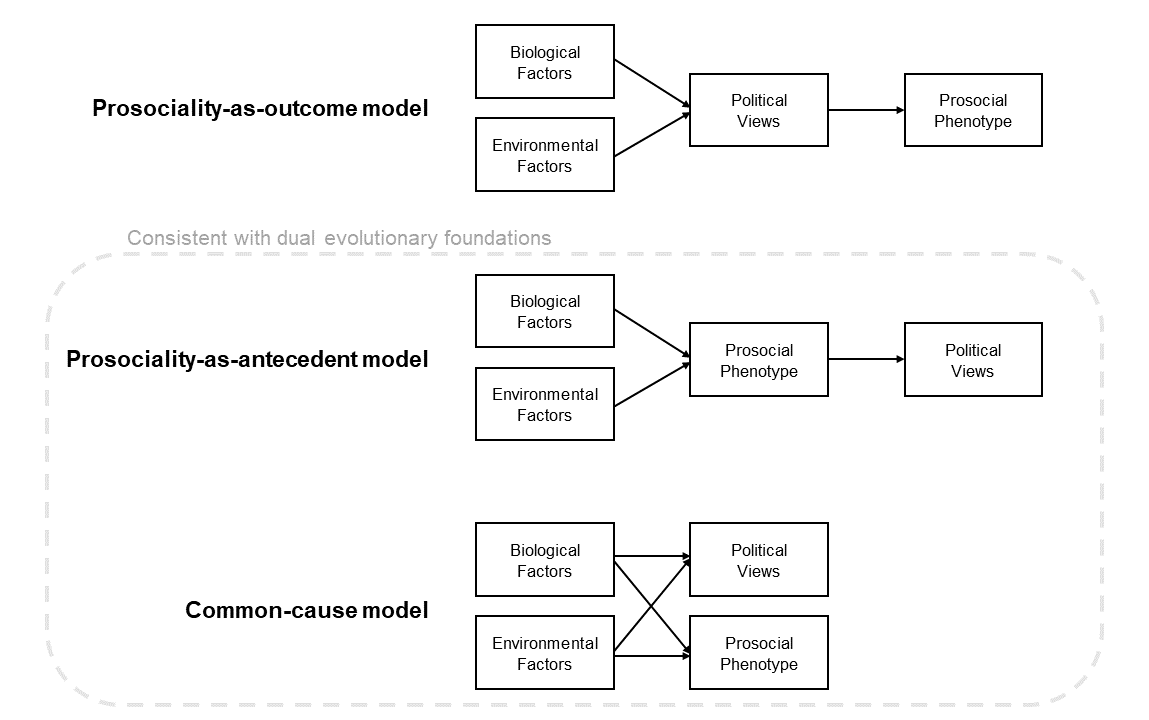 Biological
Factors
Prosociality-as-outcome model
Political
Views
Prosocial
Phenotype
Environmental
Factors
Consistent with dual evolutionary foundations
Biological
Factors
Prosociality-as-antecedent model
Prosocial
Phenotype
Political
Views
Environmental
Factors
Biological
Factors
Political
Views
Common-cause model
Environmental
Factors
Prosocial
Phenotype